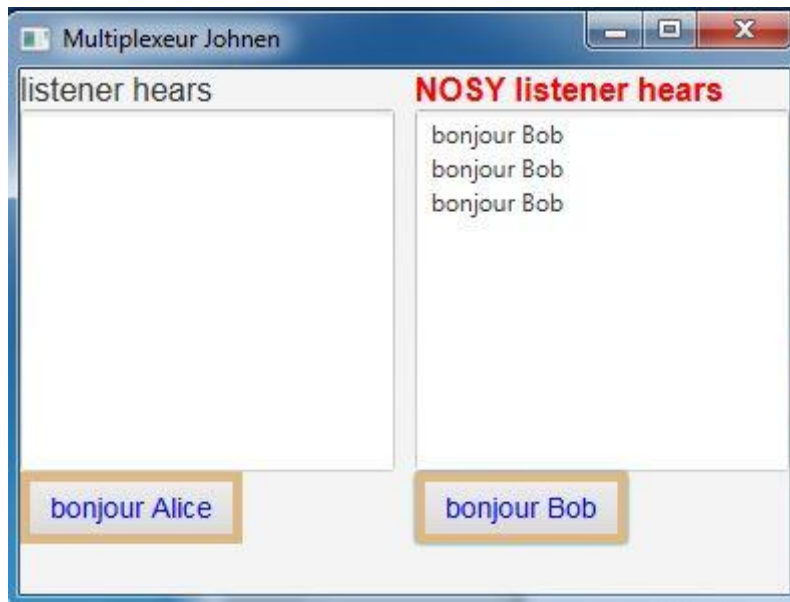 Multiplexeur Johnen
listener hears
NOSY listener hears
bonjour Bob
bonjour Bob
bonjour Bob
bonjour Alice
bonjour Bob